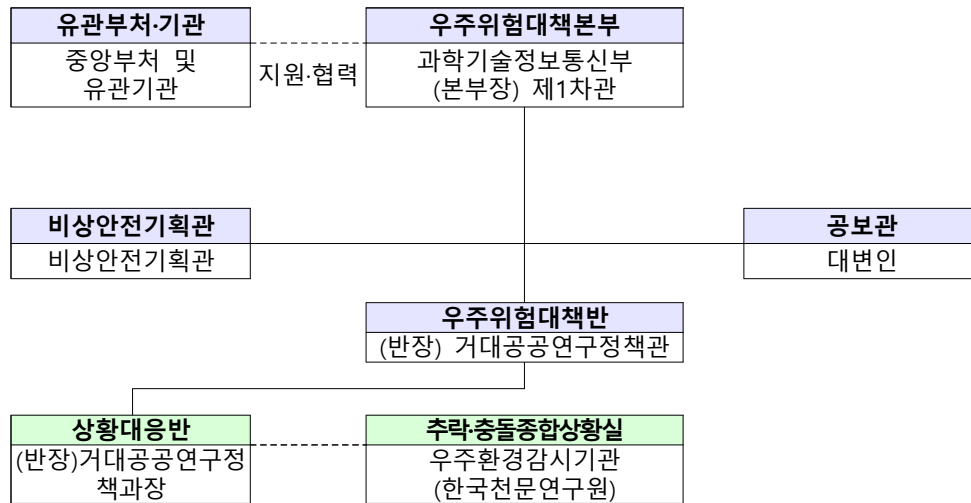 유관부처·기관
중앙부처 및
유관기관
지원·협력
우주위험대책본부
과학기술정보통신부
(본부장) 제1차관
비상안전기획관
비상안전기획관
공보관
대변인
우주위험대책반
(반장) 거대공공연구정책관
상황대응반
(반장)거대공공연구정
책과장
추락·충돌종합상황실
우주환경감시기관
(한국천문연구원)